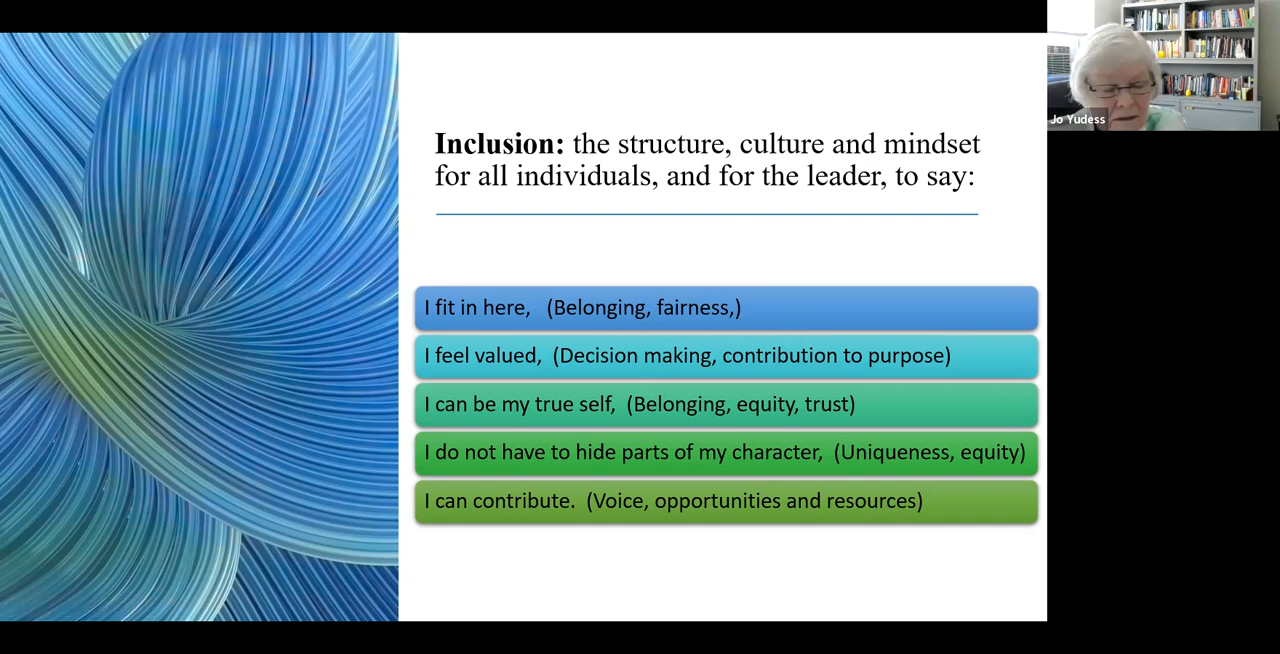 Inclusion: the structure, culture and mindset
for all individuals, and for the leader, to say:
I fit in here, (Belonging, fairness,)
I feel valued, (Decision making, contribution to purpose)
I can be my true self, (Belonging, equity, trust)
I do not have to hide parts of my character, (Uniqueness, equity)
I can contribute. (Voice, opportunities and resources)
Jo Yudess